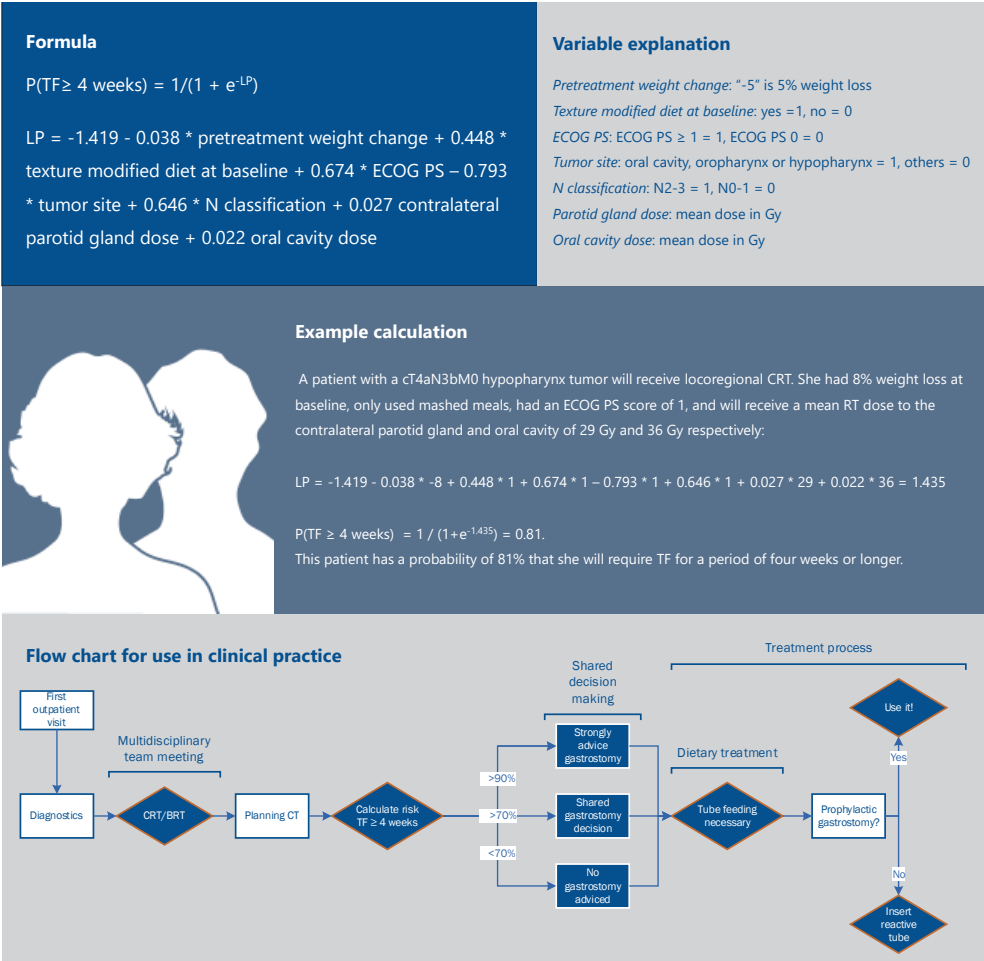 Formula
P(TF≥ 4 weeks) = 1/(1 + e-LP)
LP = -1.419 - 0.038 * pretreatment weight change + 0.448 *
texture modified diet at baseline + 0.674 * ECOG PS – 0.793
* tumor site + 0.646 * N classification + 0.027 contralateral
parotid gland dose + 0.022 oral cavity dose
Variable explanation
Pretreatment weight change: “-5” is 5% weight loss
Texture modified diet at baseline: yes =1, no = 0
ECOG PS: ECOG PS ≥ 1 = 1, ECOG PS 0 = 0
Tumor site: oral cavity, oropharynx or hypopharynx = 1, others = 0
N classification: N2-3 = 1, N0-1 = 0
Parotid gland dose: mean dose in Gy
Oral cavity dose: mean dose in Gy
Example calculation
A patient with a cT4aN3bM0 hypopharynx tumor will receive locoregional CRT. She had 8% weight loss at
baseline, only used mashed meals, had an ECOG PS score of 1, and will receive a mean RT dose to the
contralateral parotid gland and oral cavity of 29 Gy and 36 Gy respectively:
LP = -1.419 - 0.038 * -8 + 0.448 * 1 + 0.674 * 1 – 0.793 * 1 + 0.646 * 1 + 0.027 * 29 + 0.022 * 36 = 1.435
P(TF ≥ 4 weeks) = 1 / (1+e-1.435) = 0.81.
This patient has a probability of 81% that she will require TF for a period of four weeks or longer.
Flow chart for use in clinical practice
First
outpatient
visit
Diagnostics
Multidisciplinary
team meeting
CRT/BRT
Planning CT
Calculate risk
TF ≥ 4 weeks
>90%
>70%
<70%
Shared
decision
making
Strongly
advice
gastrostomy
Shared
gastrostomy
decision
No
gastrostomy
adviced
Treatment process
Dietary treatment
Tube feeding
necessary
Prophylactic
gastrostomy?
Yes
Use it!
No
Insert
reactive
tube